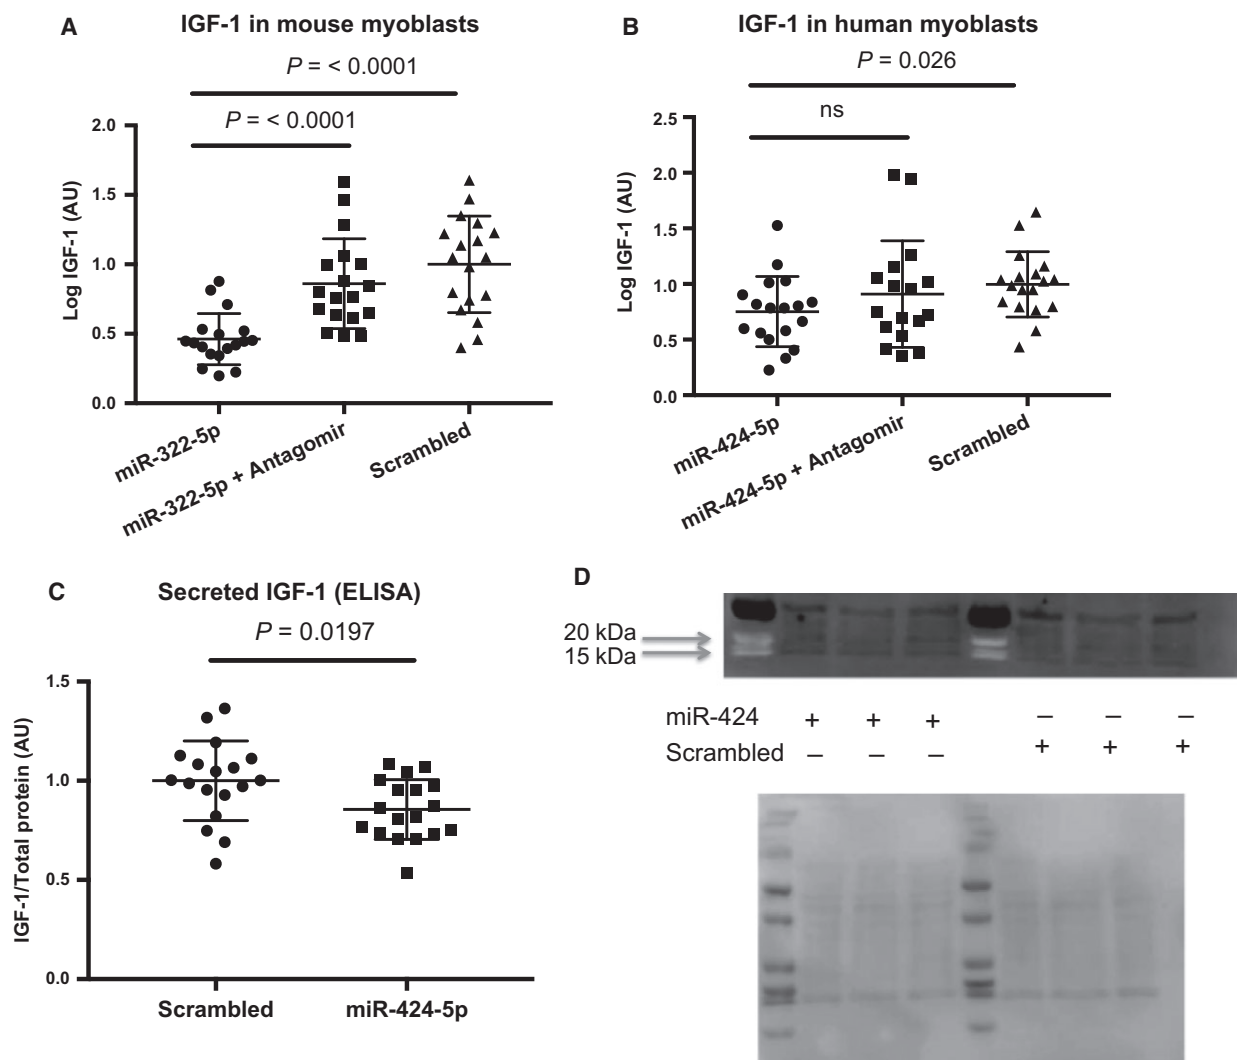 A
IGF-1 in mouse myoblasts
P = < 0.0001
P = < 0.0001
Log IGF-1 (AU)
2.0
1.5
1.0
0.5
0.0
miR-322-5p
miR-322-5p + Antagomir
Scrambled
B
IGF-1 in human myoblasts
P = 0.026
ns
Log IGF-1 (AU)
2.5
2.0
1.5
1.0
0.5
0.0
miR-424-5p
miR-424-5p + Antagomir
Scrambled
C
Secreted IGF-1 (ELISA)
P = 0.0197
IGF-1/Total protein (AU)
1.5
1.0
0.5
0.0
Scrambled
miR-424-5p
D
20 kDa
15 kDa
miR-424 + + + – – –
Scrambled – – – + + +